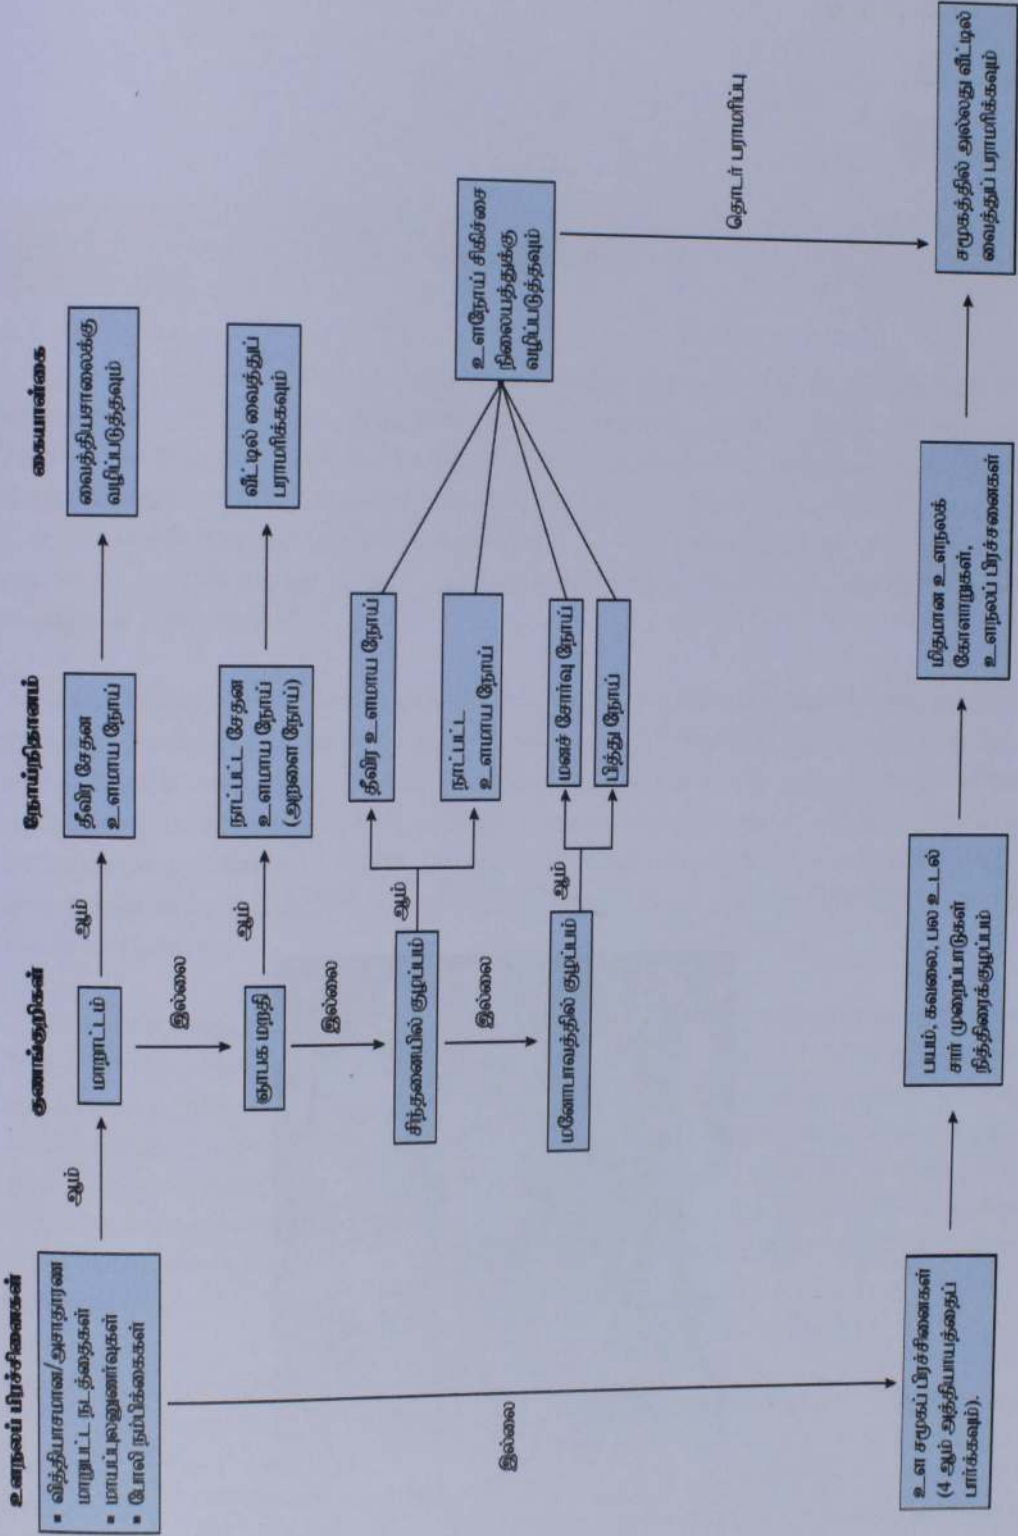 உளநலப் பிரச்சினைகள்
குணங்குறிகள்
நோய்நிதானம்
கையாள்கை
▪ வித்தியாசமான/அசாதாரண
மாறுபட்ட நடத்தைகள்
▪ மாயப்புலனுணர்வுகள்
▪ போலி நம்பிக்கைகள்
ஆம்
மாறாட்டம்
ஆம்
தீவிர சேதன
உளமாய நோய்
வைத்தியசாலைக்கு
வழிப்படுத்தவும்
இல்லை
ஞாபக மறதி
ஆம்
நாட்பட்ட சேதன
உளமாய நோய்
(அறளை நோய்)
வீட்டில் வைத்துப்
பராமரிக்கவும்
இல்லை
சிந்தனையில் குழப்பம்
ஆம்
தீவிர உளமாய நோய்
நாட்பட்ட
உளமாய நோய்
உளநோய் சிகிச்சை
நிலையத்துக்கு
வழிப்படுத்தவும்
இல்லை
மனோபாவத்தில் குழப்பம்
ஆம்
மனச் சோர்வு நோய்
பித்து நோய்
தொடர் பராமரிப்பு
இல்லை
உள சமூகப் பிரச்சினைகள்
(4 ஆம் அத்தியாயத்தைப்
பார்க்கவும்).
பயம், கவலை, பல உடல்
சார் முறைப்பாடுகள்
நித்திரைக்குழப்பம்
மிதமான உளநலக்
கோளாறுகள்,
உளநலப் பிரச்சனைகள்
சமூகத்தில் அல்லது வீட்டில்
வைத்துப் பராமரிக்கவும்